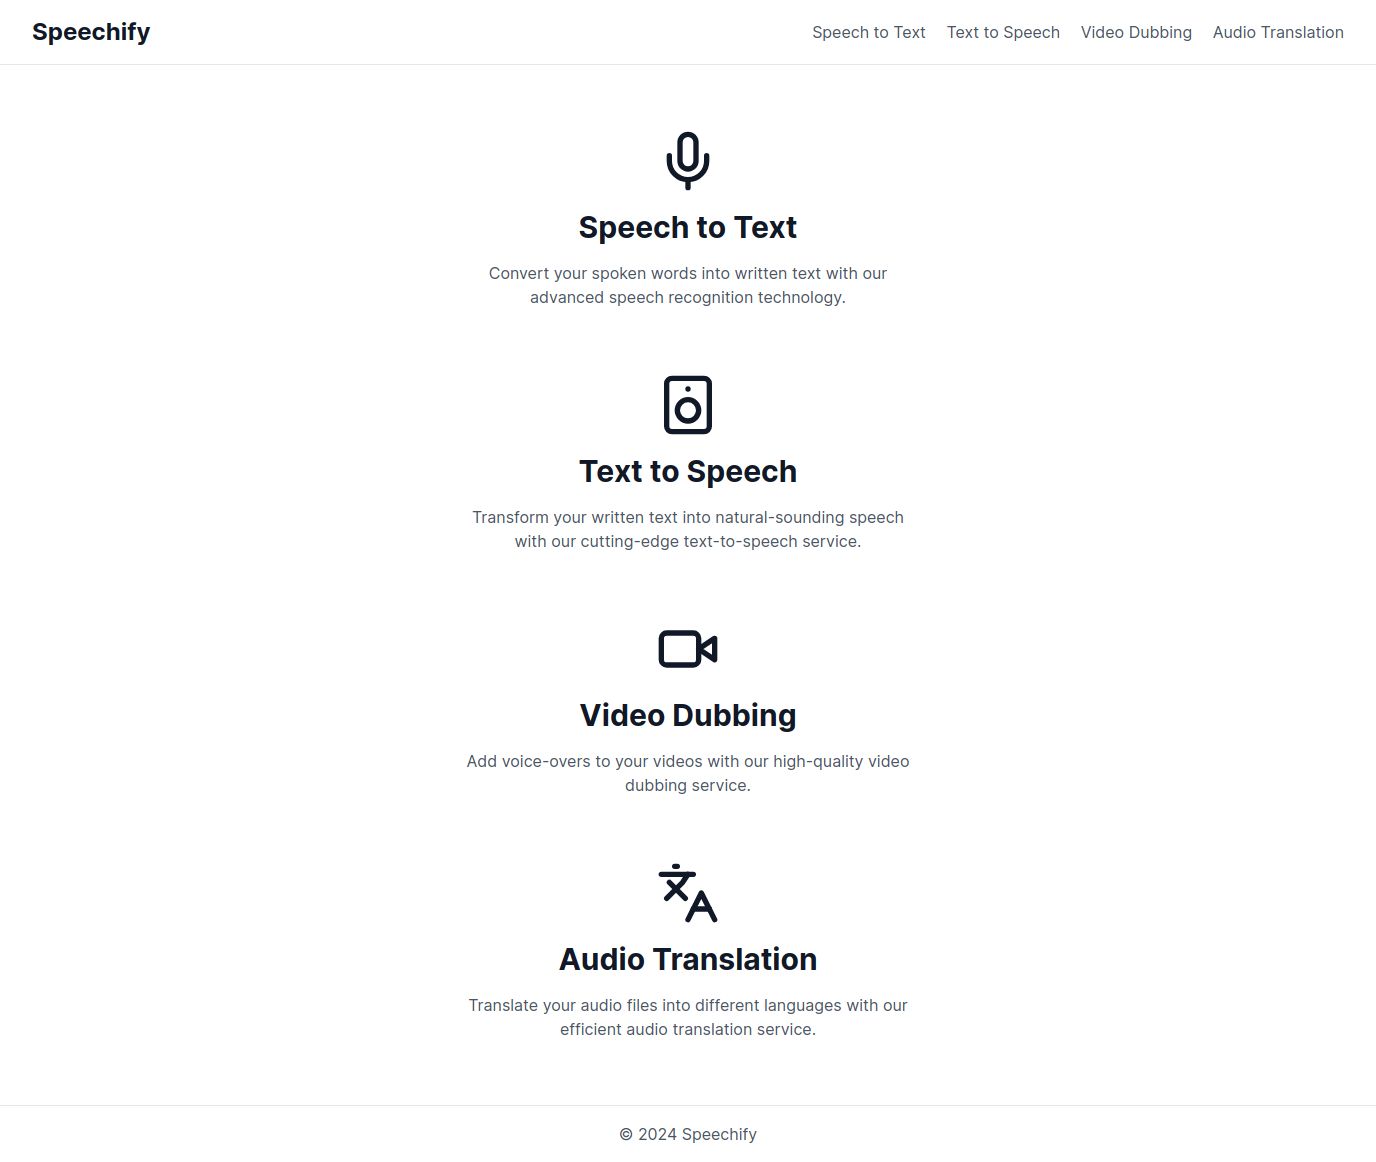 Speechify
Speech to Text
Text to Speech
Video Dubbing
Audio Translation
Speech to Text
Convert your spoken words into written text with our
advanced speech recognition technology.
Text to Speech
Transform your written text into natural-sounding speech
with our cutting-edge text-to-speech service.
Video Dubbing
Add voice-overs to your videos with our high-quality video
dubbing service.
Audio Translation
Translate your audio files into different languages with our
efficient audio translation service.
© 2024 Speechify